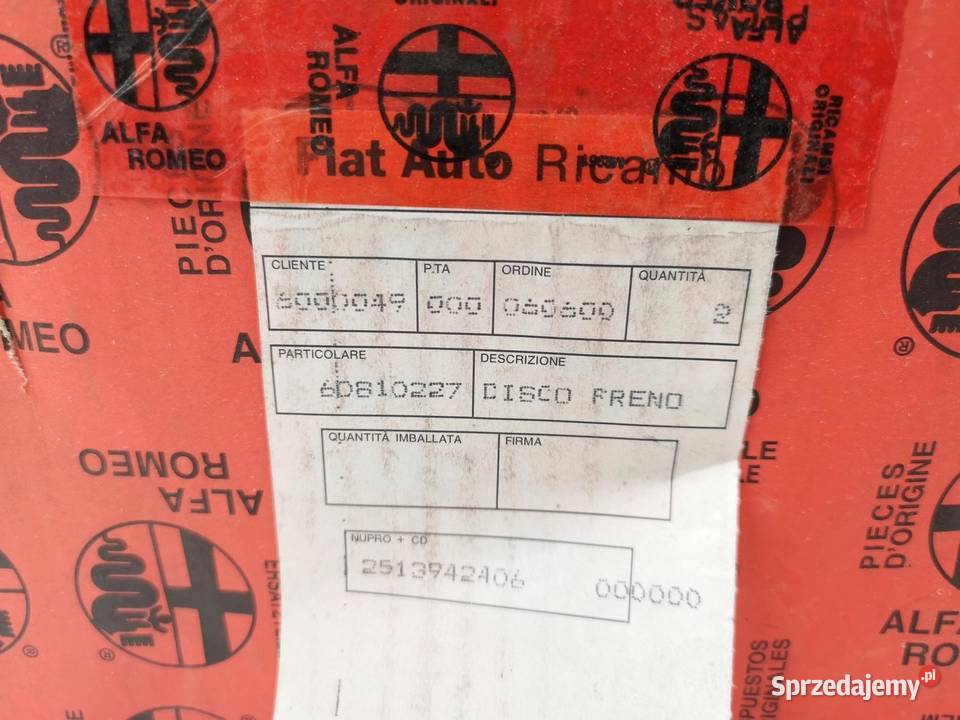 ORIGINALI
ALFA
ROMEO
ALFA
ROMEO
RICAMBI
ORIGINALI
Fiat Auto Ricambi
PIECES
D'ORIGINE
CLIENTE
P.TA
ORDINE
QUANTITÀ
6000049
000
060600
2
MEO
A
PARTICOLARE
DESCRIZIONE
6D810227
DISCO FRENO
QUANTITÀ IMBALLATA
FIRMA
ALFA
ROMEO
PIECES
D'ORIGINE
NUPRO + CD
2513942406
000000
ALFA
RO
Sprzedajemy.pl